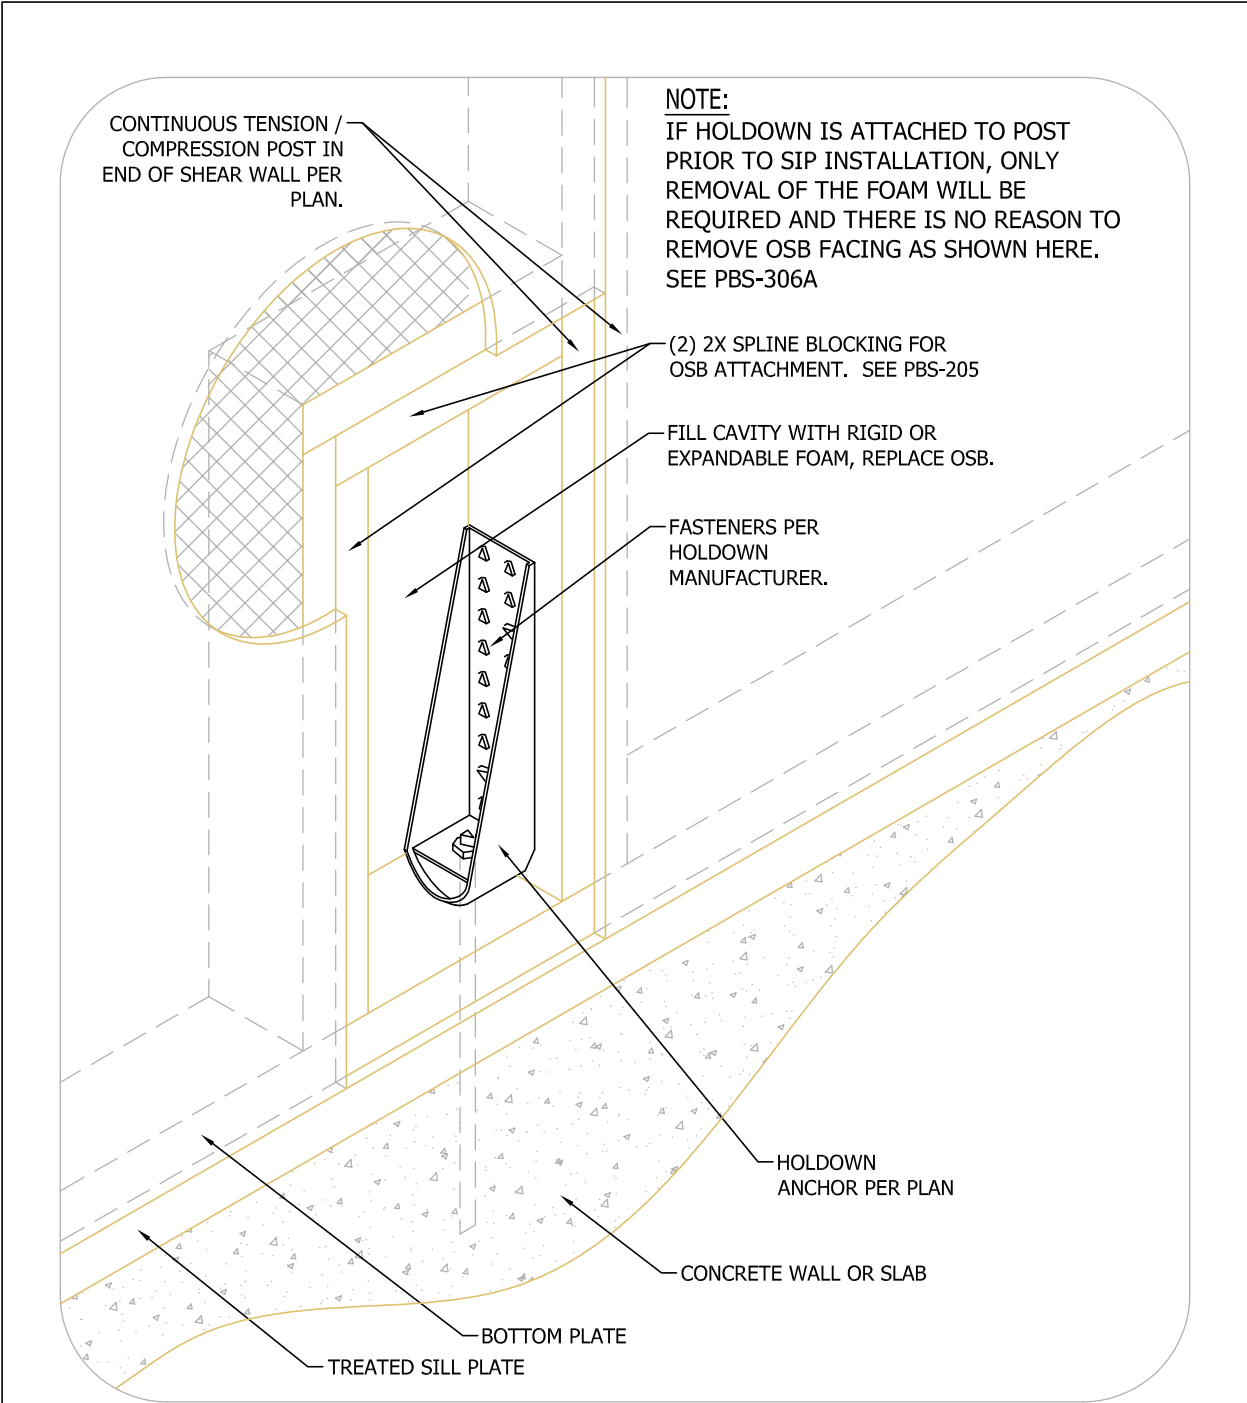 CONTINUOUS TENSION /
COMPRESSION POST IN
END OF SHEAR WALL PER
PLAN.
NOTE:
IF HOLDOWN IS ATTACHED TO POST
PRIOR TO SIP INSTALLATION, ONLY
REMOVAL OF THE FOAM WILL BE
REQUIRED AND THERE IS NO REASON TO
REMOVE OSB FACING AS SHOWN HERE.
SEE PBS-306A
(2) 2X SPLINE BLOCKING FOR
OSB ATTACHMENT. SEE PBS-205
FILL CAVITY WITH RIGID OR
EXPANDABLE FOAM, REPLACE OSB.
FASTENERS PER
HOLDOWN
MANUFACTURER.
HOLDOWN
ANCHOR PER PLAN
CONCRETE WALL OR SLAB
BOTTOM PLATE
TREATED SILL PLATE